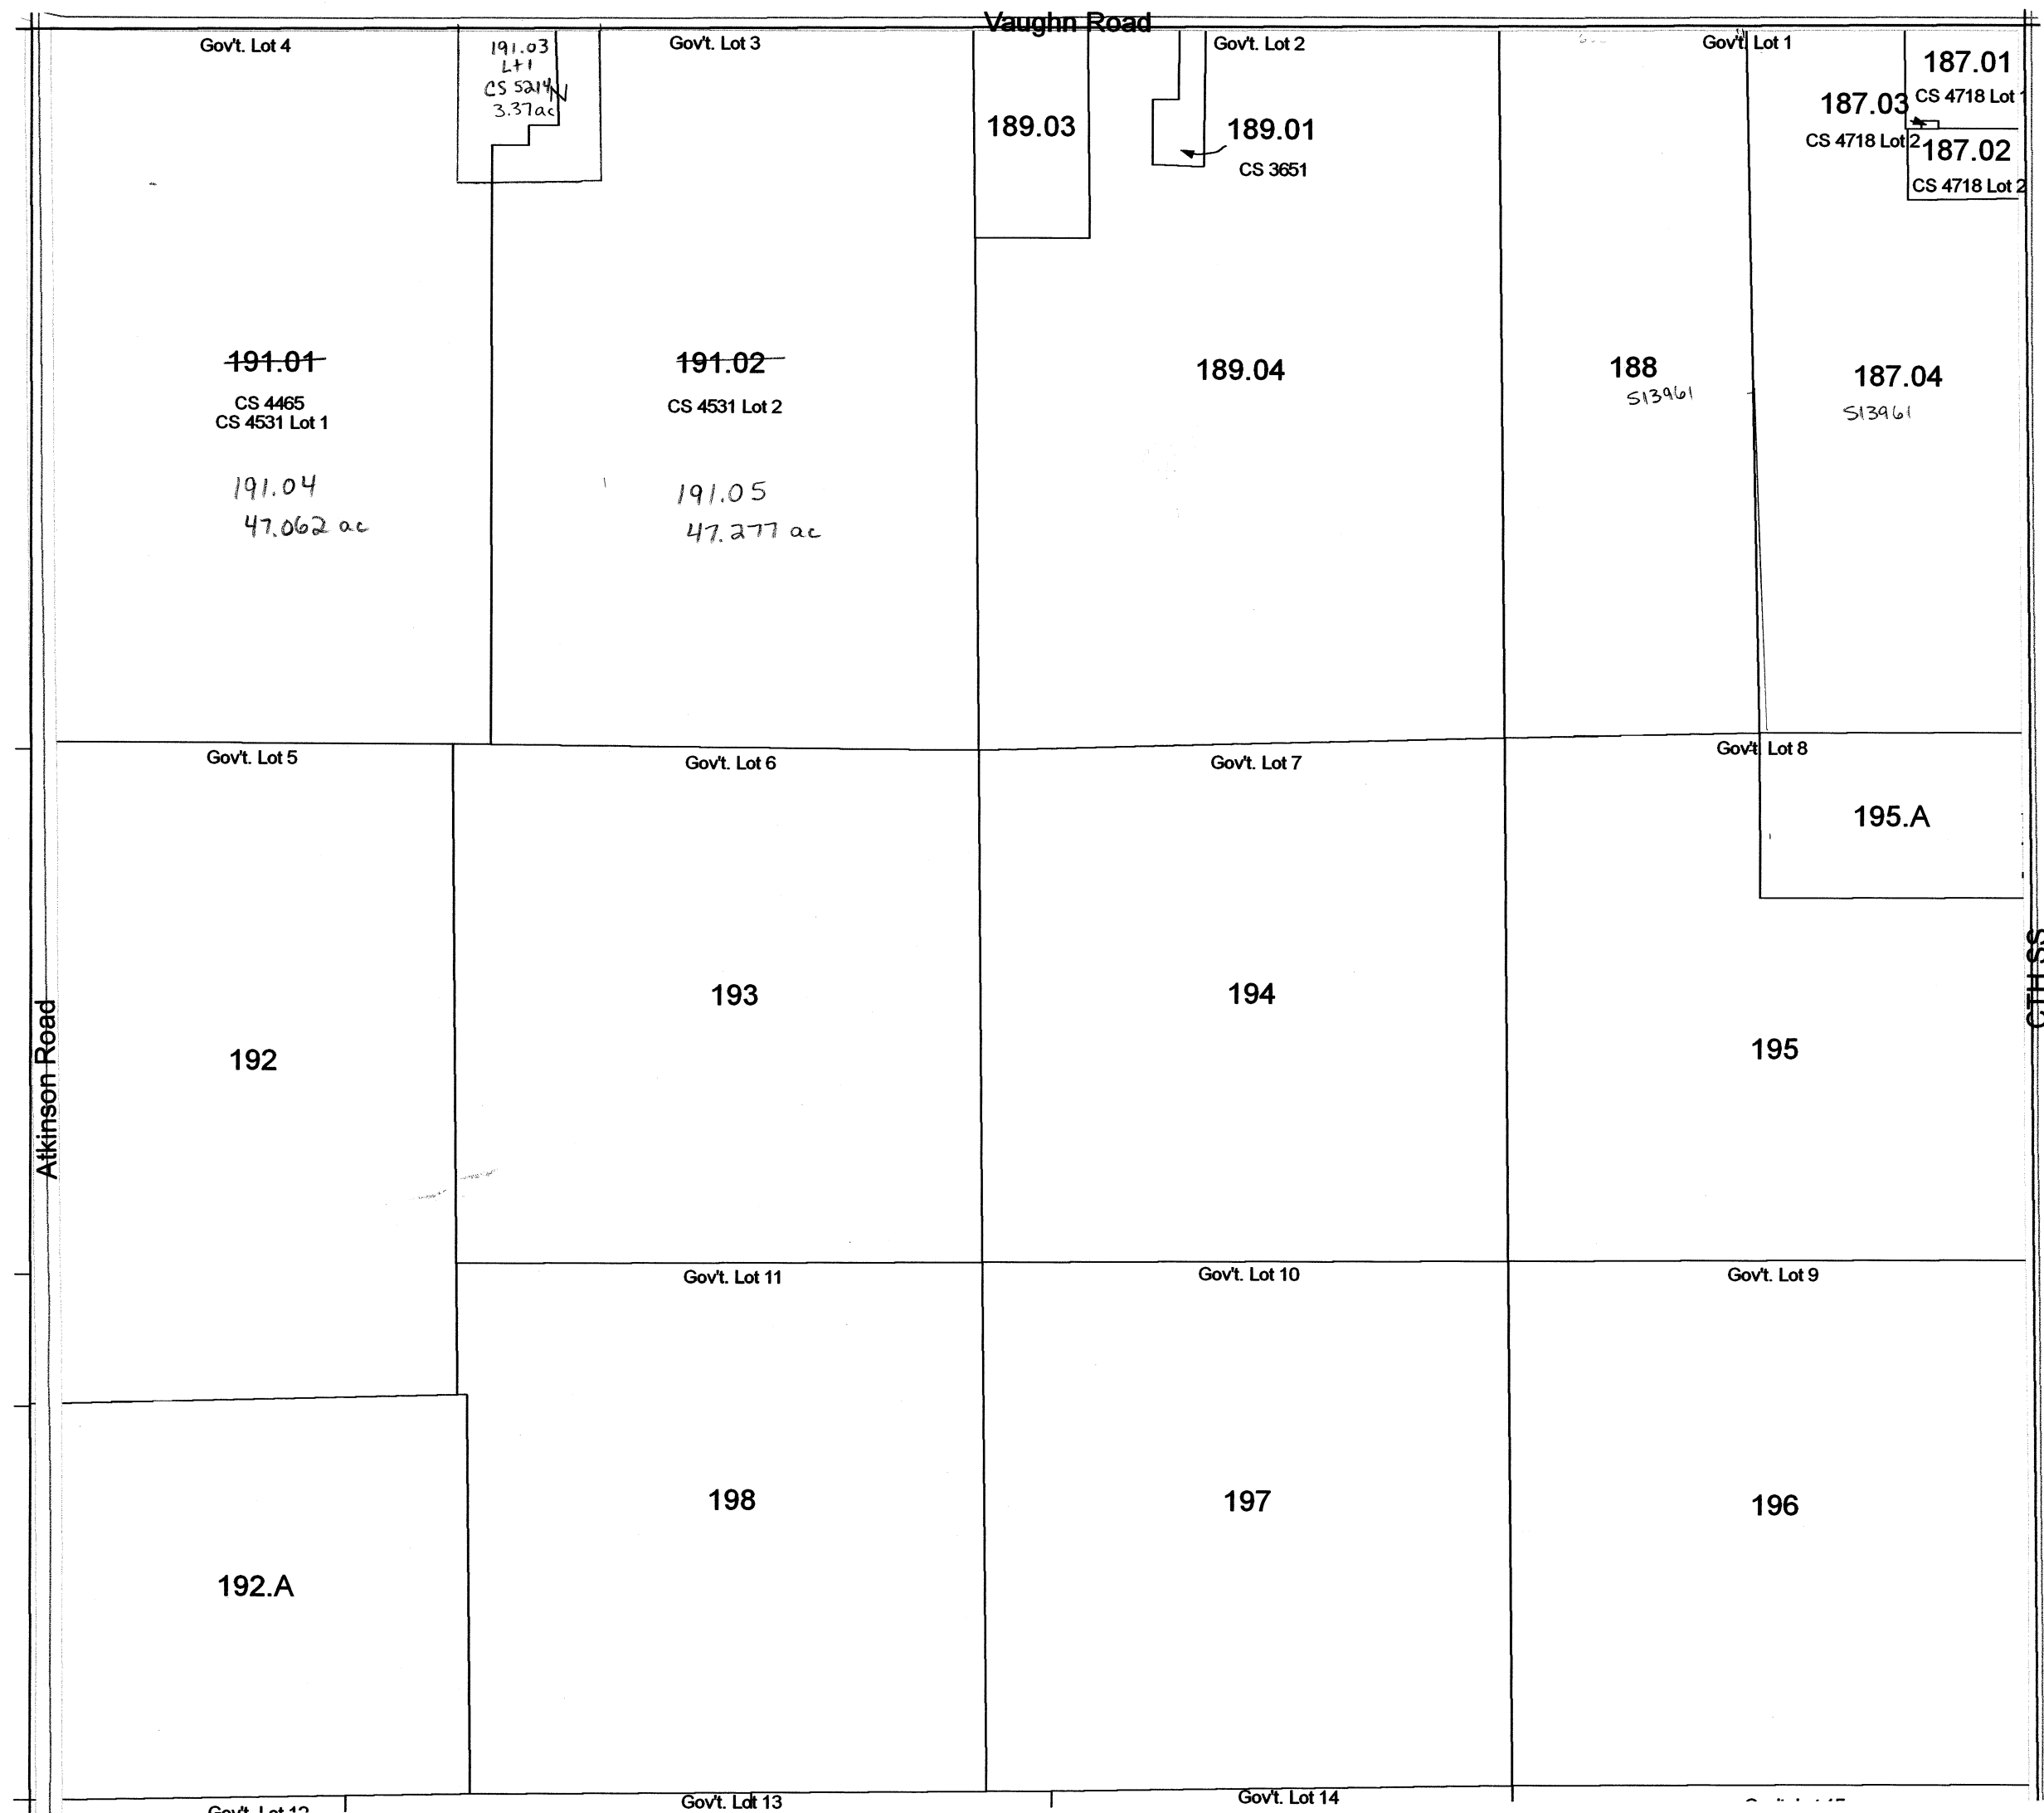 Vaughn Road
Gov't. Lot 4
191.03
Lt 1
CS 5214
3.37ac
Gov't. Lot 3
Gov't. Lot 2
Gov't. Lot 1
187.01
CS 4718 Lot 1
187.03
CS 4718 Lot 2
187.02
CS 4718 Lot 2
189.03
189.01
CS 3651
191.01
CS 4465
CS 4531 Lot 1
191.04
47.062 ac
191.02
CS 4531 Lot 2
191.05
47.277 ac
189.04
188
513961
187.04
513961
Gov't. Lot 5
Gov't. Lot 6
Gov't. Lot 7
Gov't. Lot 8
195.A
CTH SS
Atkinson Road
192
193
194
195
Gov't. Lot 11
Gov't. Lot 10
Gov't. Lot 9
198
197
196
192.A
Gov't. Lot 12
Gov't. Lot 13
Gov't. Lot 14